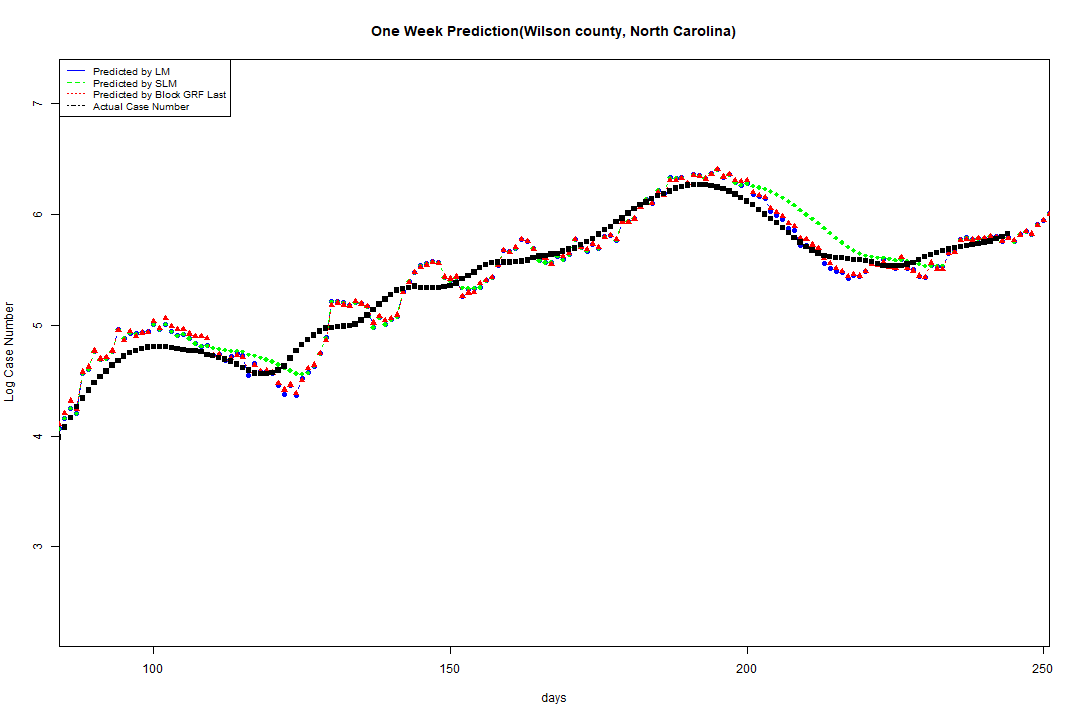 One Week Prediction(Wilson county, North Carolina)
Predicted by LM
Predicted by SLM
Predicted by Block GRF Last
Actual Case Number
7
6
5
4
3
Log Case Number
100
150
200
250
days